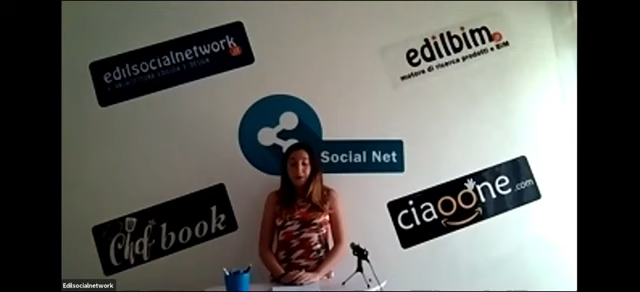 edilsocialnetwork
edilbim
motore di ricerca prodotti e BIM
Social Net
Chef book
ciaoone.com
Edilsocialnetwork